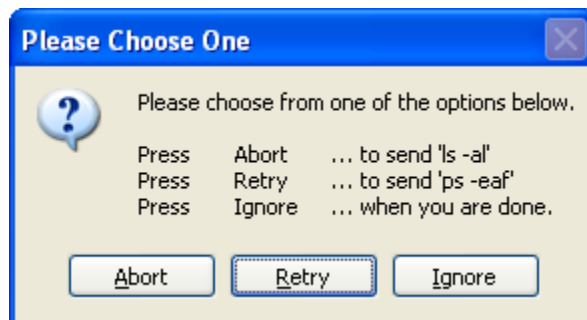 Please Choose One
Please choose from one of the options below.
Press Abort ... to send 'ls -al'
Press Retry ... to send 'ps -eaf'
Press Ignore ... when you are done.
Abort Retry Ignore